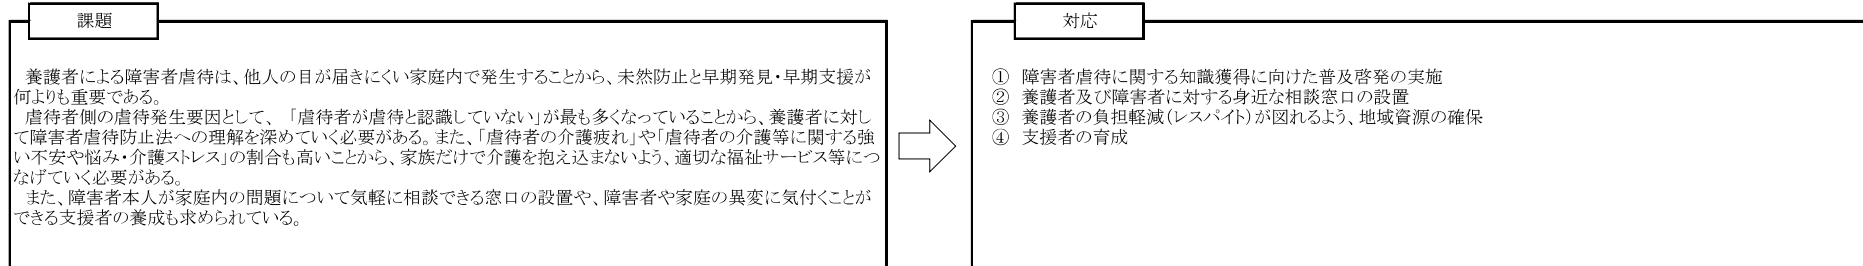 課題
養護者による障害者虐待は、他人の目が届きにくい家庭内で発生することから、未然防止と早期発見・早期支援が
何よりも重要である。
虐待者側の虐待発生要因として、「虐待者が虐待と認識していない」が最も多くなっていることから、養護者に対し
て障害者虐待防止法への理解を深めていく必要がある。また、「虐待者の介護疲れ」や「虐待者の介護等に関する強
い不安や悩み・介護ストレス」の割合も高いことから、家族だけで介護を抱え込まないよう、適切な福祉サービス等につ
なげていく必要がある。
また、障害者本人が家庭内の問題について気軽に相談できる窓口の設置や、障害者や家庭の異変に気付くことが
できる支援者の養成も求められている。
対応
① 障害者虐待に関する知識獲得に向けた普及啓発の実施
② 養護者及び障害者に対する身近な相談窓口の設置
③ 養護者の負担軽減(レスパイト)が図れるよう、地域資源の確保
④ 支援者の育成